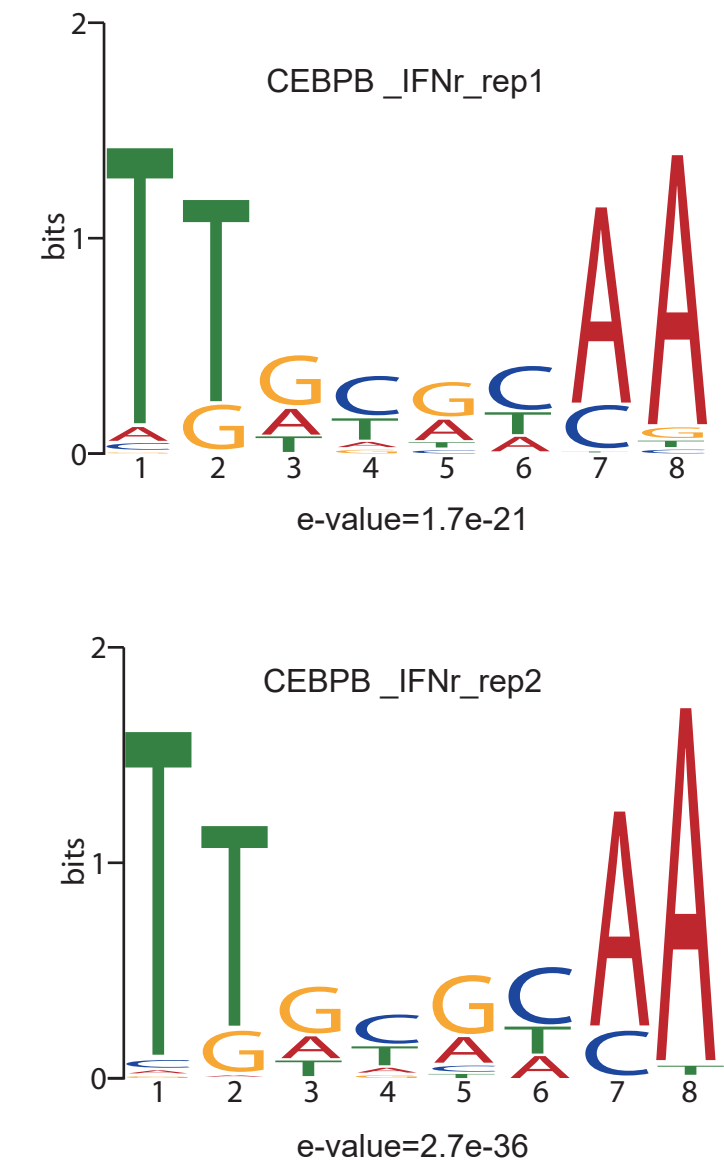 2
CEBPB _IFNr_rep1
bits
1
0
T A C
T G
G A T
C T A G
G A T C
C T A
A C
A G T C
1 2 3 4 5 6 7 8
e-value=1.7e-21
2
CEBPB _IFNr_rep2
bits
1
0
T C A
T G
G A T
C T A G
G A C T
C T A
A C
A T
1 2 3 4 5 6 7 8
e-value=2.7e-36